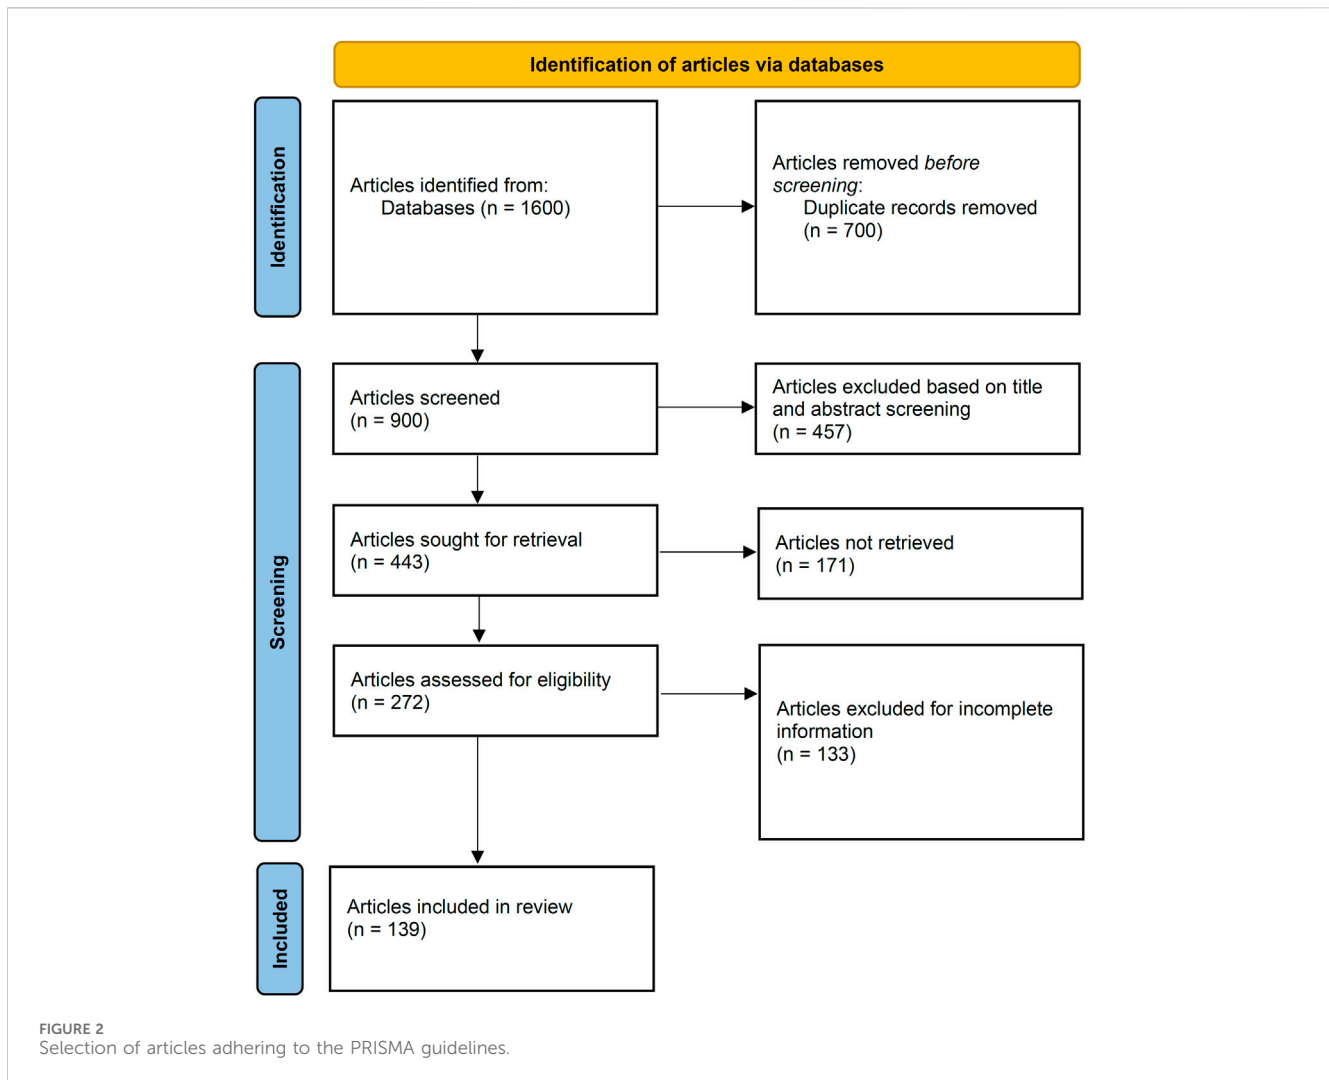 Identification of articles via databases
Identification
Articles identified from:
Databases (n = 1600)
Articles removed before
screening:
Duplicate records removed
(n = 700)
Screening
Articles screened
(n = 900)
Articles excluded based on title
and abstract screening
(n = 457)
Articles sought for retrieval
(n = 443)
Articles not retrieved
(n = 171)
Articles assessed for eligibility
(n = 272)
Articles excluded for incomplete
information
(n = 133)
Included
Articles included in review
(n = 139)
FIGURE 2
Selection of articles adhering to the PRISMA guidelines.